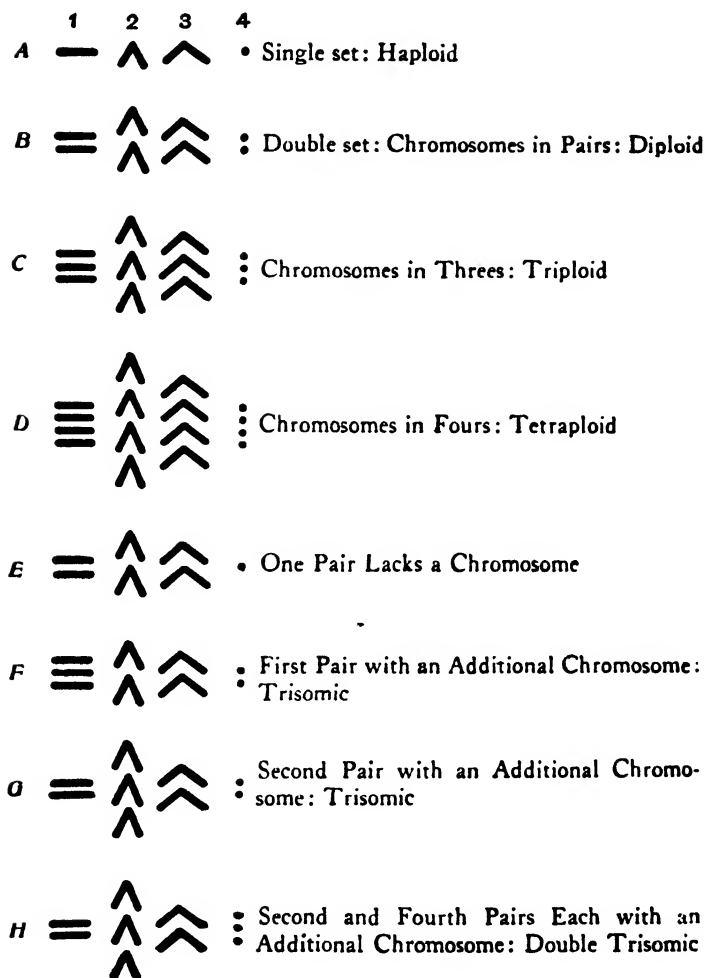 1 2 3 4
A Single set: Haploid
B Double set: Chromosomes in Pairs: Diploid
C Chromosomes in Threes: Triploid
D Chromosomes in Fours: Tetraploid
E One Pair Lacks a Chromosome
F First Pair with an Additional Chromosome:
Trisomic
G Second Pair with an Additional Chromo-
some: Trisomic
H Second and Fourth Pairs Each with an
Additional Chromosome: Double Trisomic